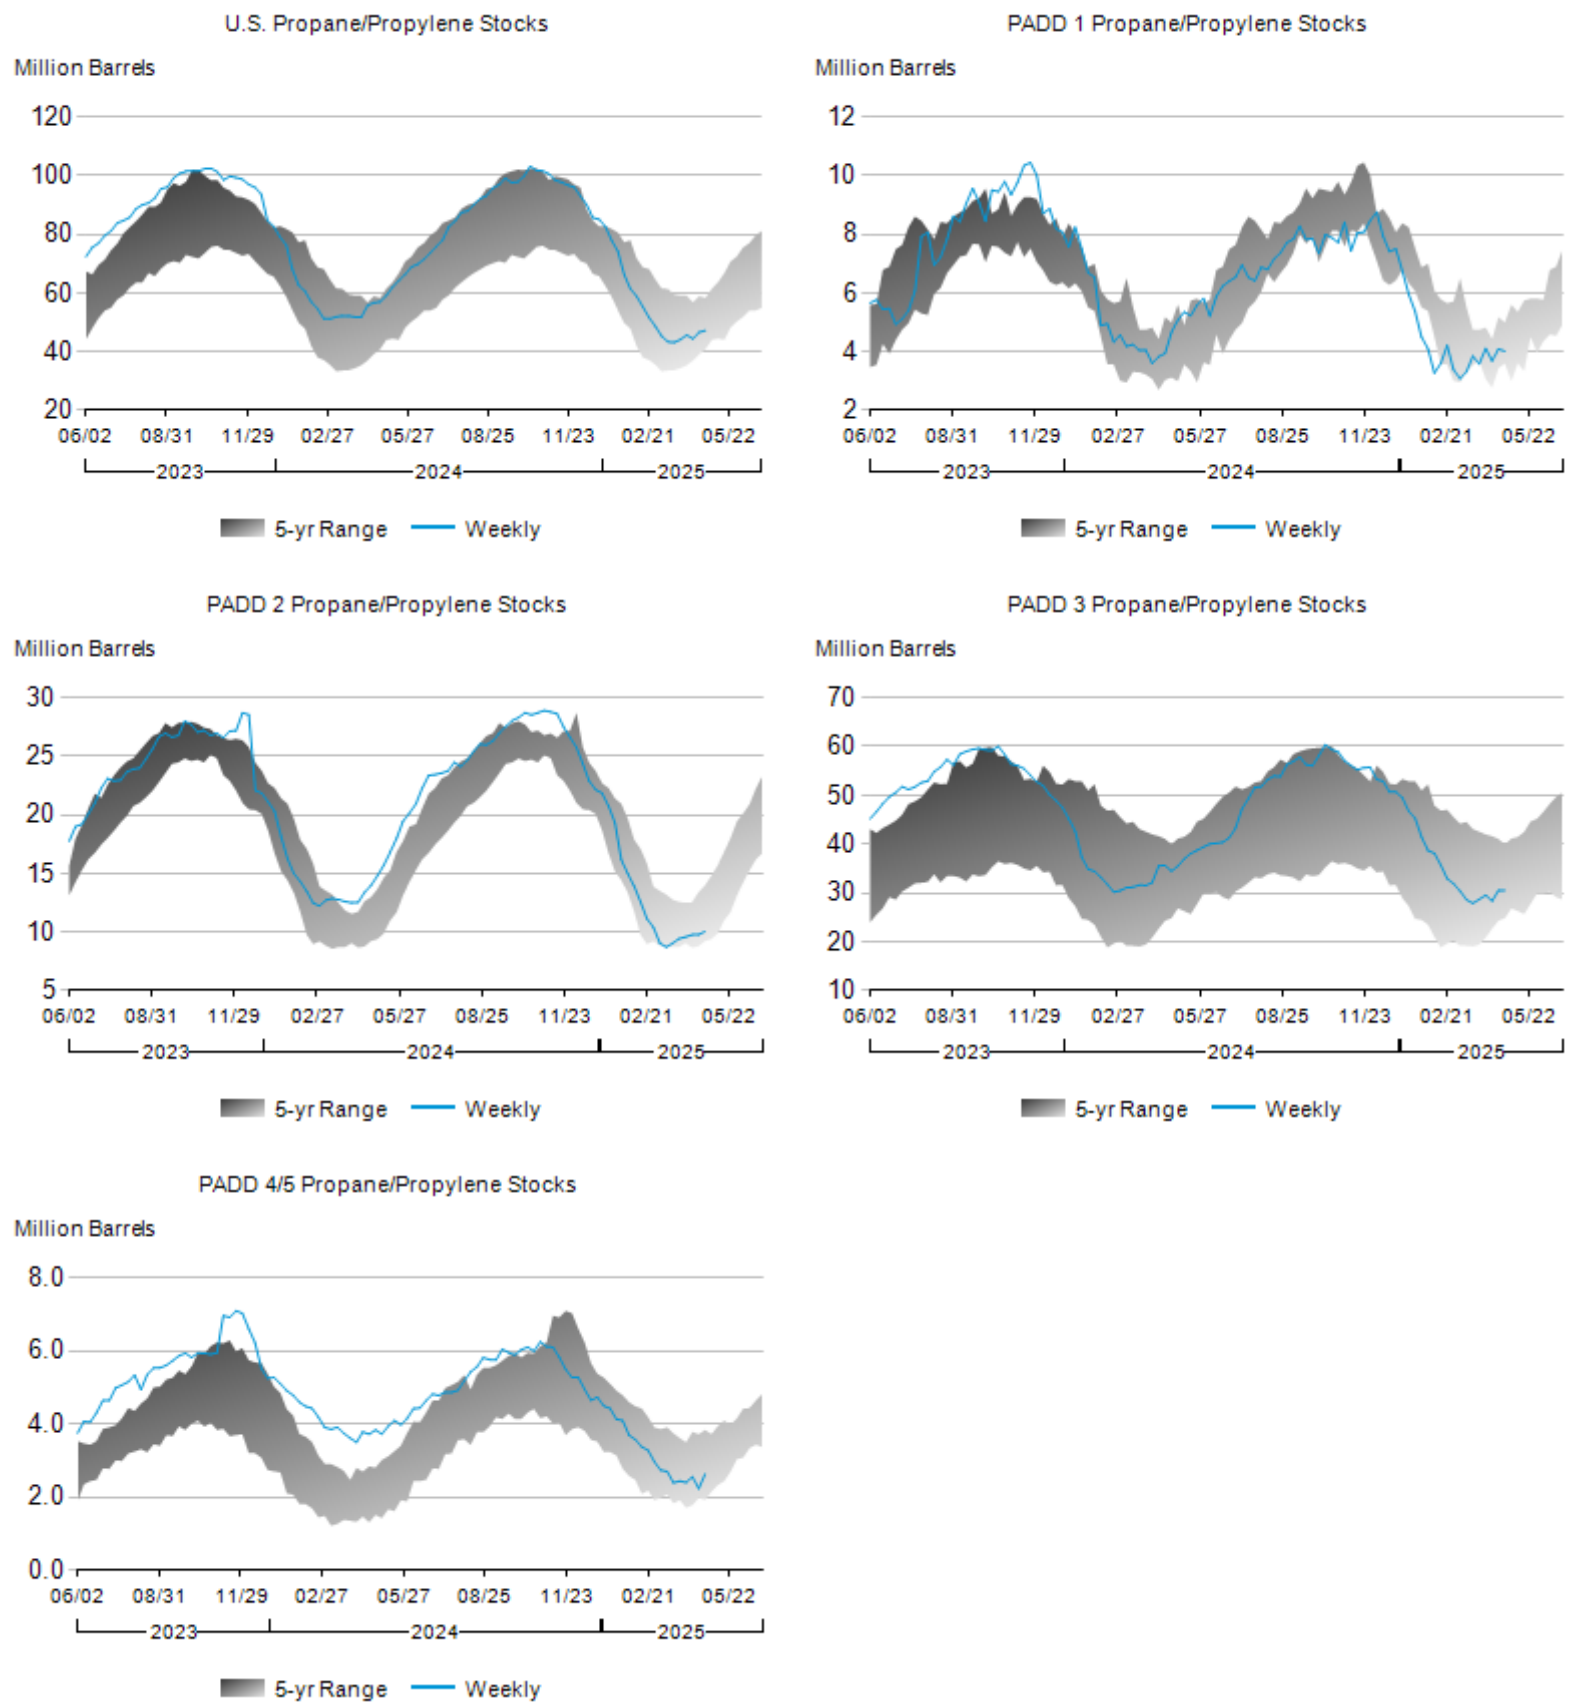 U.S. Propane/Propylene Stocks
Million Barrels
120
100
80
60
40
20
06/02 08/31 11/29 02/27 05/27 08/25 11/23 02/21 05/22
2023 2024 2025
5-yr Range Weekly
PADD 1 Propane/Propylene Stocks
Million Barrels
12
10
8
6
4
2
06/02 08/31 11/29 02/27 05/27 08/25 11/23 02/21 05/22
2023 2024 2025
5-yr Range Weekly
PADD 2 Propane/Propylene Stocks
Million Barrels
30
25
20
15
10
5
06/02 08/31 11/29 02/27 05/27 08/25 11/23 02/21 05/22
2023 2024 2025
5-yr Range Weekly
PADD 3 Propane/Propylene Stocks
Million Barrels
70
60
50
40
30
20
10
06/02 08/31 11/29 02/27 05/27 08/25 11/23 02/21 05/22
2023 2024 2025
5-yr Range Weekly
PADD 4/5 Propane/Propylene Stocks
Million Barrels
8.0
6.0
4.0
2.0
0.0
06/02 08/31 11/29 02/27 05/27 08/25 11/23 02/21 05/22
2023 2024 2025
5-yr Range Weekly